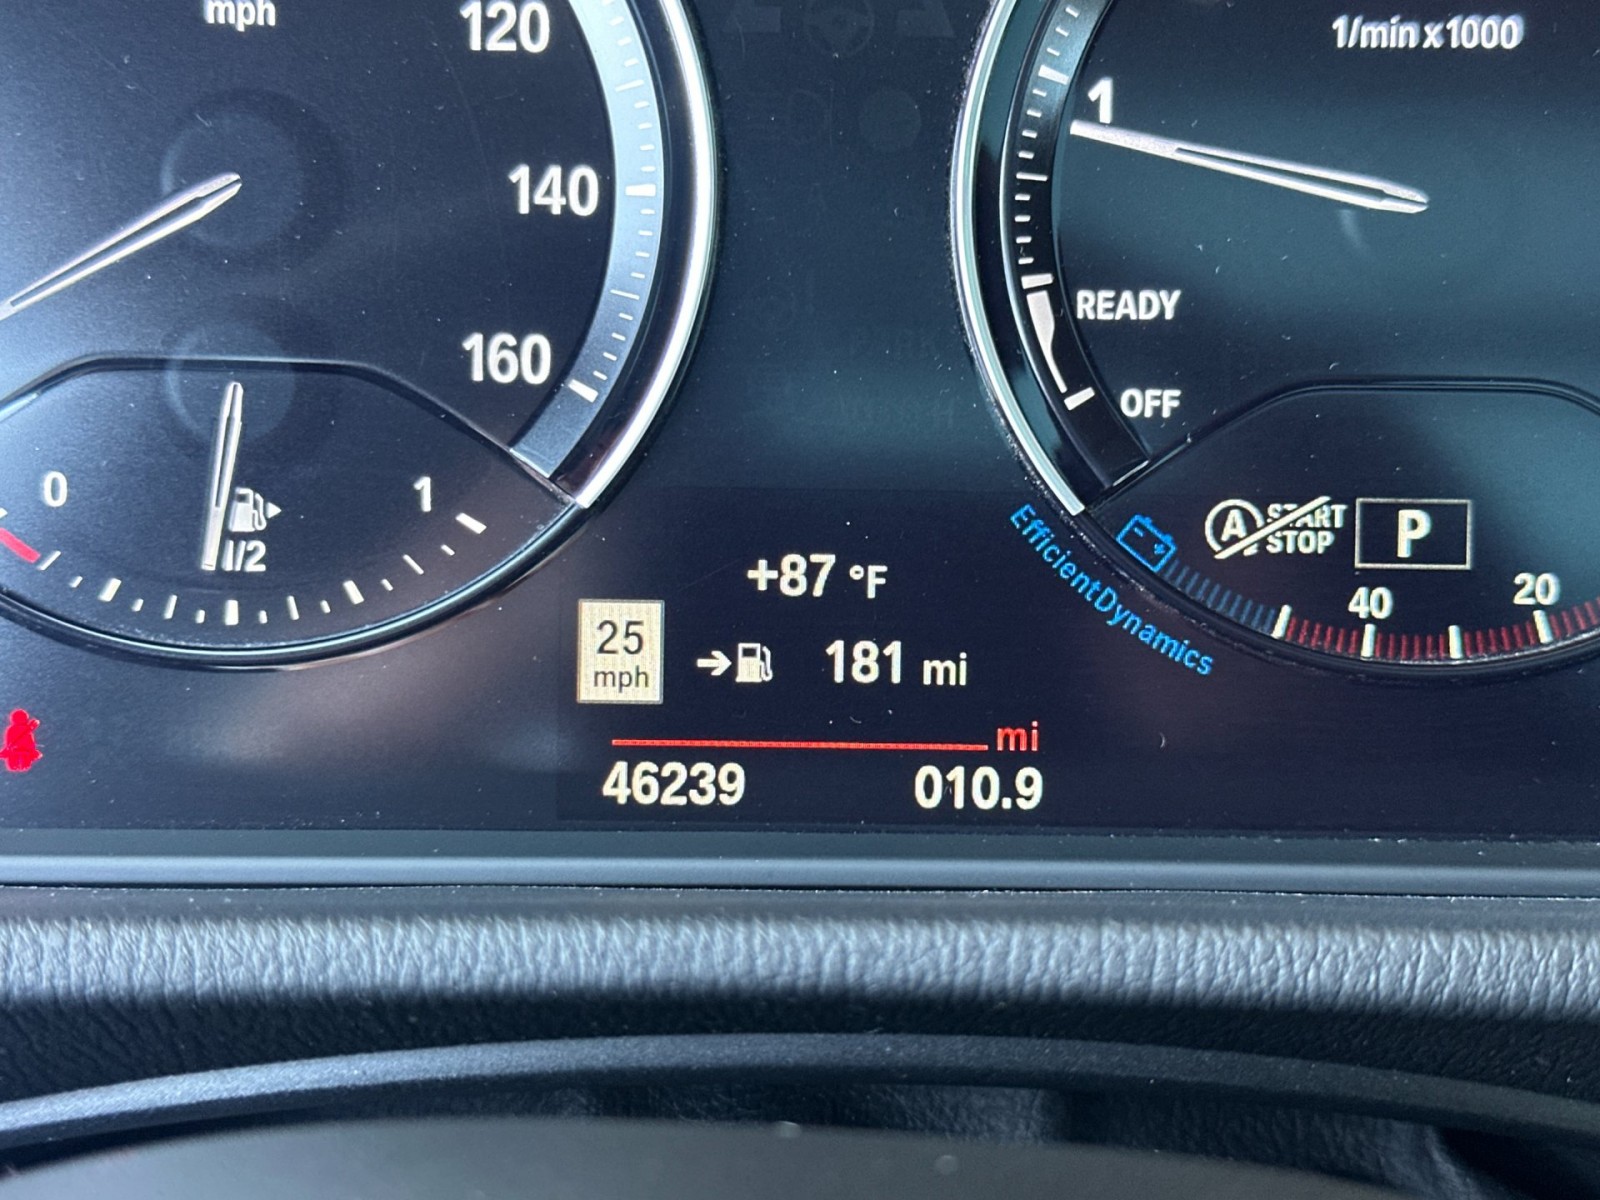 mph
120
140
160
0
1
1/2
1/min x 1000
1
READY
OFF
A START
STOP
P
40
20
EfficientDynamics
+87 °F
25
mph
181 mi
mi
46239
010.9